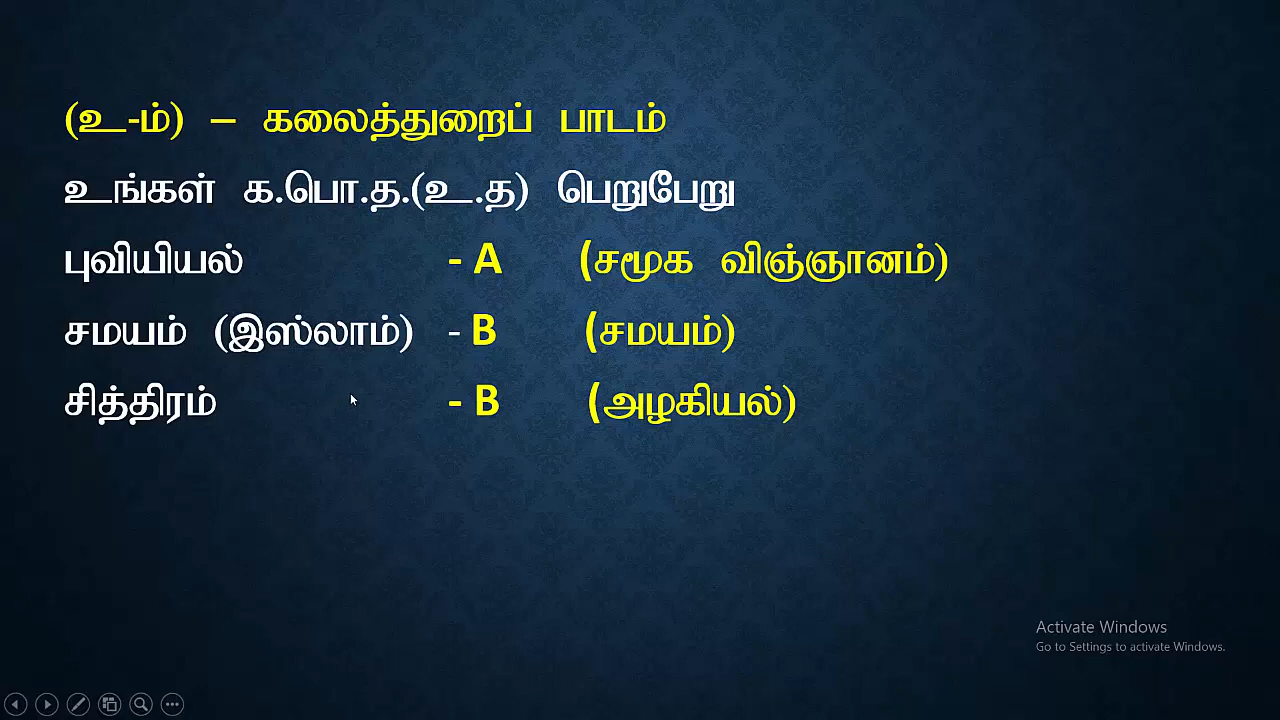 (உ-ம்) – கலைத்துறைப் பாடம்
உங்கள் க.பொ.த.(உ.த) பெறுபேறு
புவியியல் - A (சமூக விஞ்ஞானம்)
சமயம் (இஸ்லாம்) - B (சமயம்)
சித்திரம் - B (அழகியல்)
Activate Windows
Go to Settings to activate Windows.